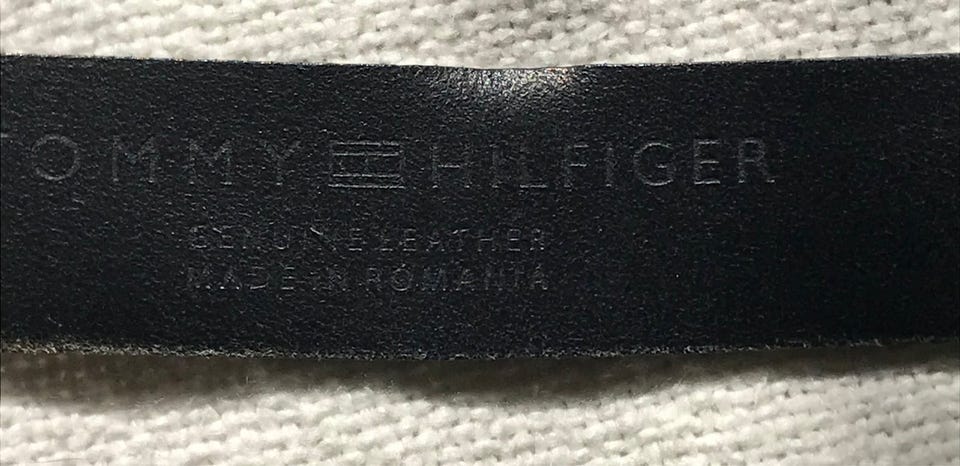 TOMMY HILFIGER
GENUINE LEATHER
MADE IN ROMANIA